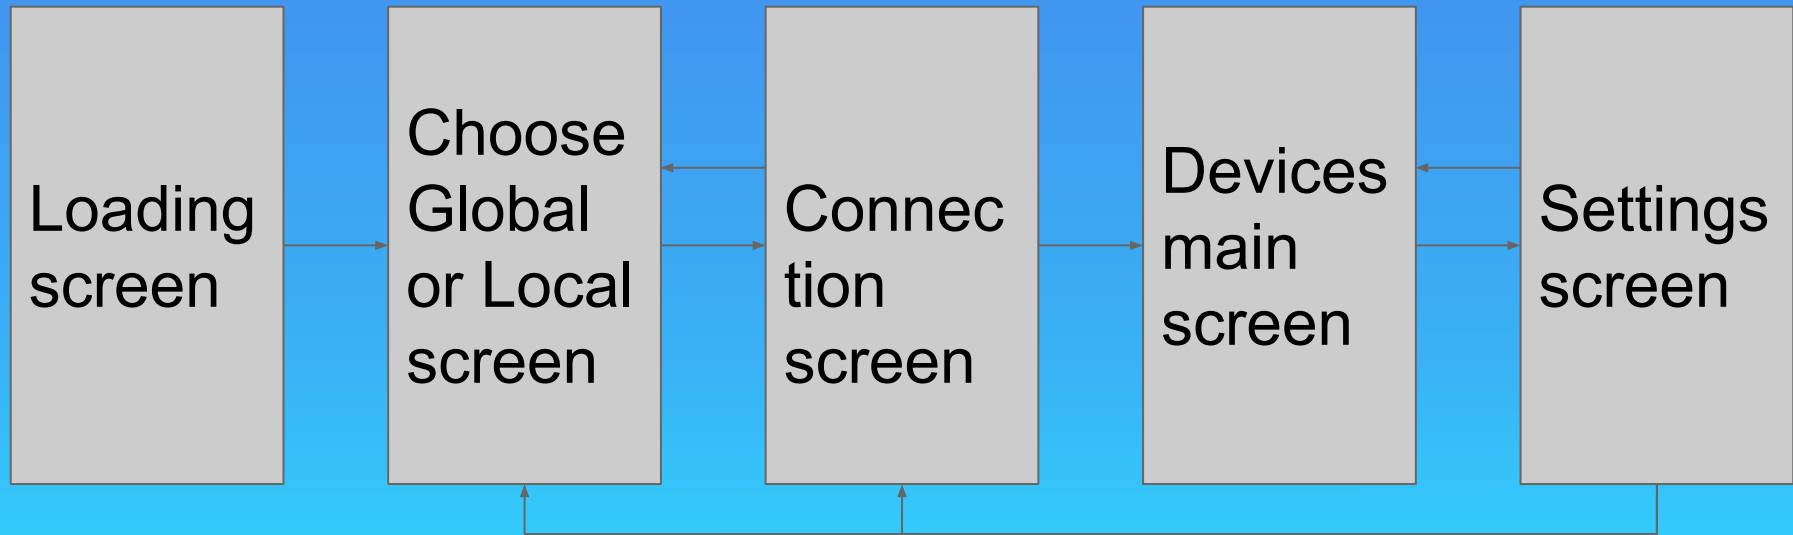 Loading
screen
Choose
Global
or Local
screen
Connec
tion
screen
Devices
main
screen
Settings
screen